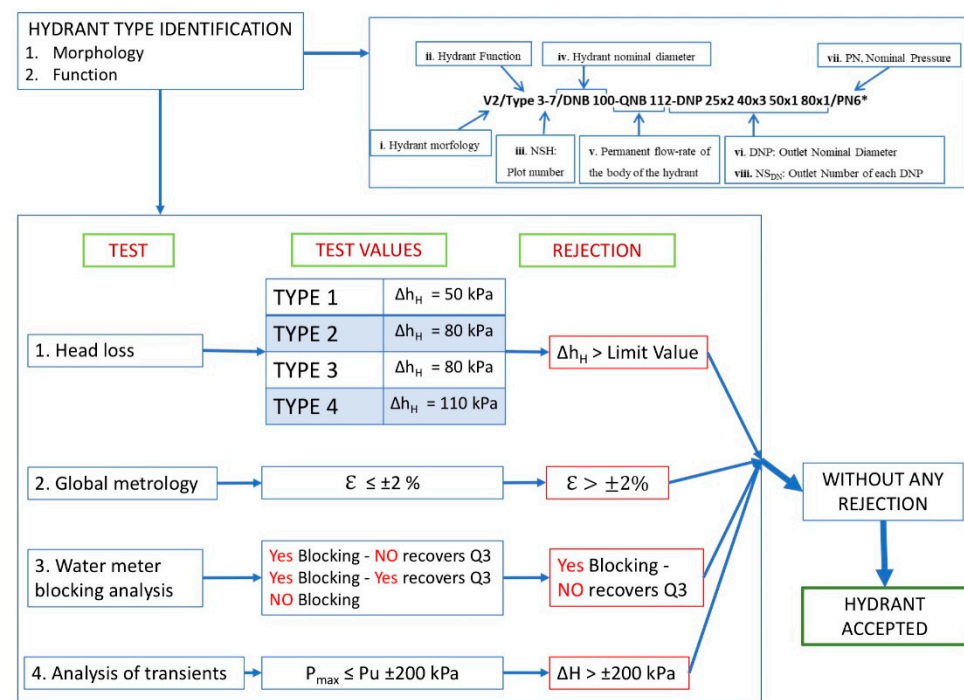 HYDRANT TYPE IDENTIFICATION
1. Morphology
2. Function
ii. Hydrant Function
iv. Hydrant nominal diameter
vii. PN, Nominal Pressure
V2/Type 3-7/DNB 100-QNB 112-DNP 25x2 40x3 50x1 80x1/PN6*
i. Hydrant morfology
iii. NSH:
Plot number
v. Permanent flow-rate of
the body of the hydrant
vi. DNP: Outlet Nominal Diameter
viii. NSDN: Outlet Number of each DNP
TEST
TEST VALUES
REJECTION
1. Head loss
TYPE 1
ΔhH = 50 kPa
TYPE 2
ΔhH = 80 kPa
TYPE 3
ΔhH = 80 kPa
TYPE 4
ΔhH = 110 kPa
ΔhH > Limit Value
2. Global metrology
Ɛ ≤ ±2 %
Ɛ > ±2%
WITHOUT ANY
REJECTION
3. Water meter
blocking analysis
Yes Blocking - NO recovers Q3
Yes Blocking - Yes recovers Q3
NO Blocking
Yes Blocking -
NO recovers Q3
HYDRANT
ACCEPTED
4. Analysis of transients
Pmax ≤ Pu ±200 kPa
ΔH > ±200 kPa